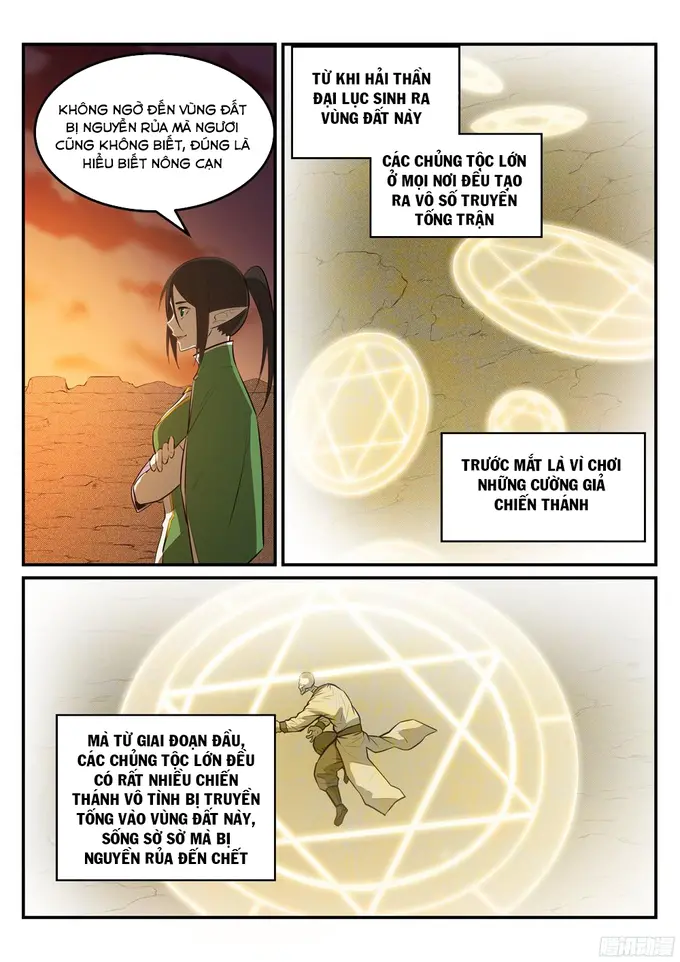 KHÔNG NGỜ ĐẾN VÙNG ĐẤT
BỊ NGUYỀN RỦA MÀ NGƯƠI
CŨNG KHÔNG BIẾT, ĐÚNG LÀ
HIỂU BIẾT NÔNG CẠN
TỪ KHI HẢI THẦN
ĐẠI LỤC SINH RA
VÙNG ĐẤT NÀY
CÁC CHỦNG TỘC LỚN
Ở MỌI NƠI ĐỀU TẠO
RA VÔ SỐ TRUYỀN
TỐNG TRẬN
TRƯỚC MẮT LÀ VÌ CHƠI
NHỮNG CƯỜNG GIẢ
CHIẾN THÁNH
MÀ TỪ GIAI ĐOẠN ĐẦU,
CÁC CHỦNG TỘC LỚN ĐỀU
CÓ RẤT NHIỀU CHIẾN
THÁNH VÔ TÌNH BỊ TRUYỀN
TỐNG VÀO VÙNG ĐẤT NÀY,
SỐNG SỜ SỜ MÀ BỊ
NGUYỀN RỦA ĐẾN CHẾT
腾讯动漫